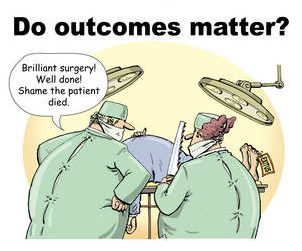 Do outcomes matter?
Brilliant surgery!
Well done!
Shame the patient
died.